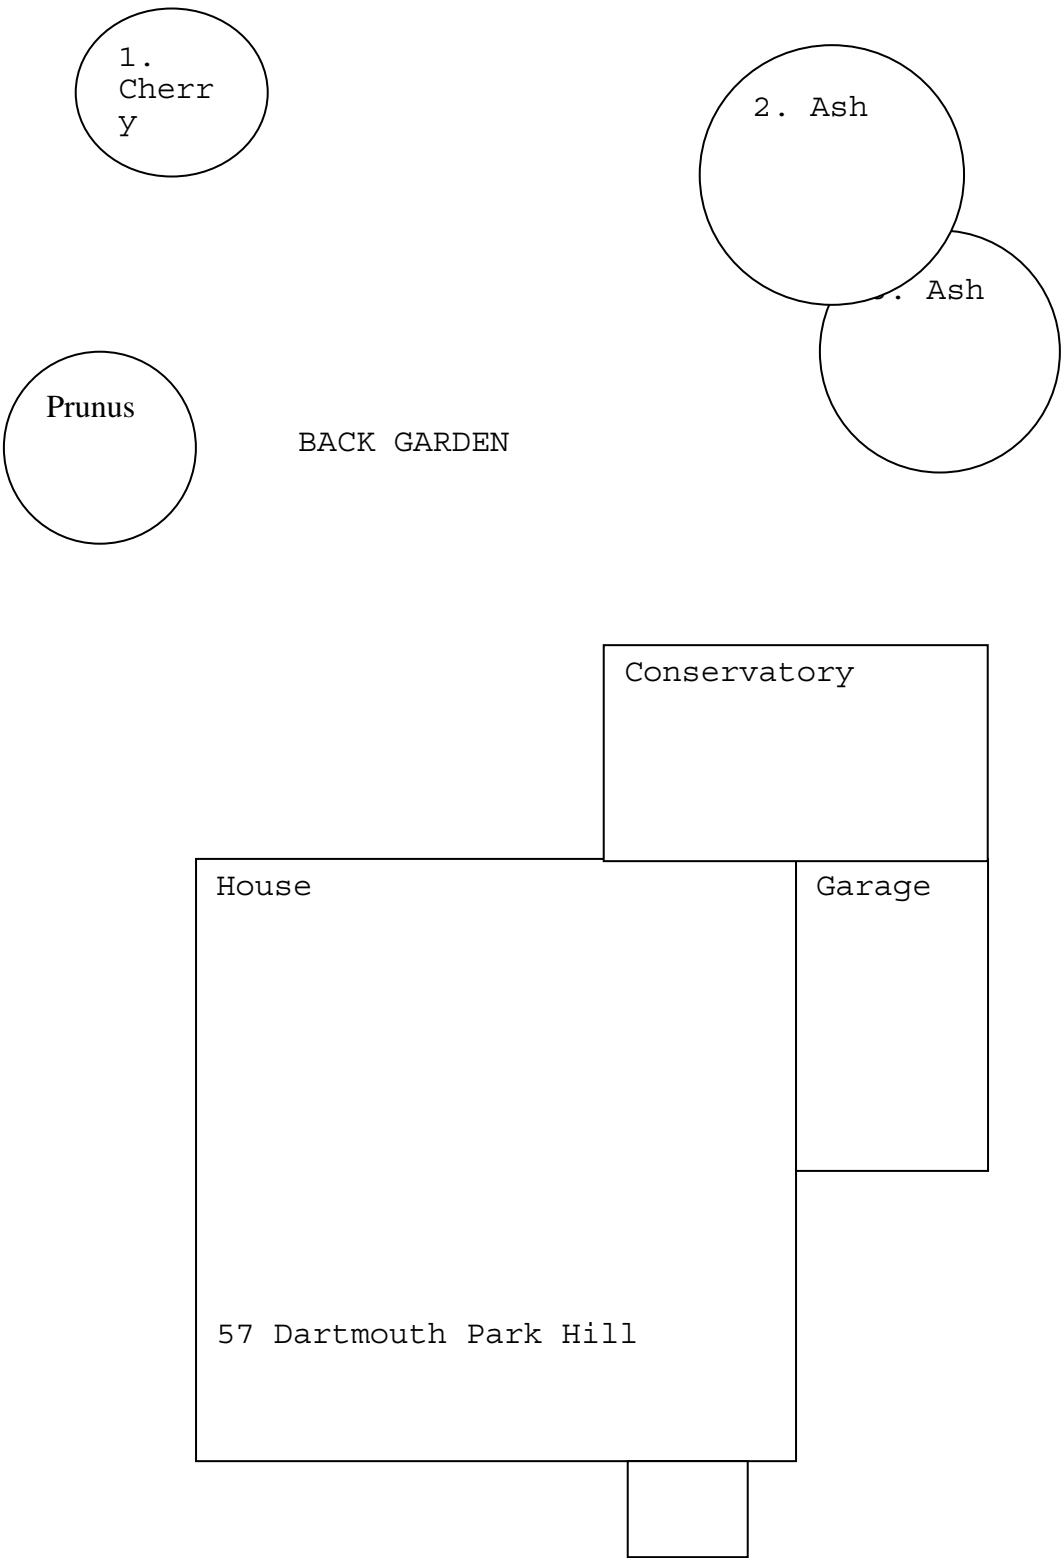 1.
Cherr
y
2. Ash
. Ash
Prunus
BACK GARDEN
Conservatory
House
Garage
57 Dartmouth Park Hill